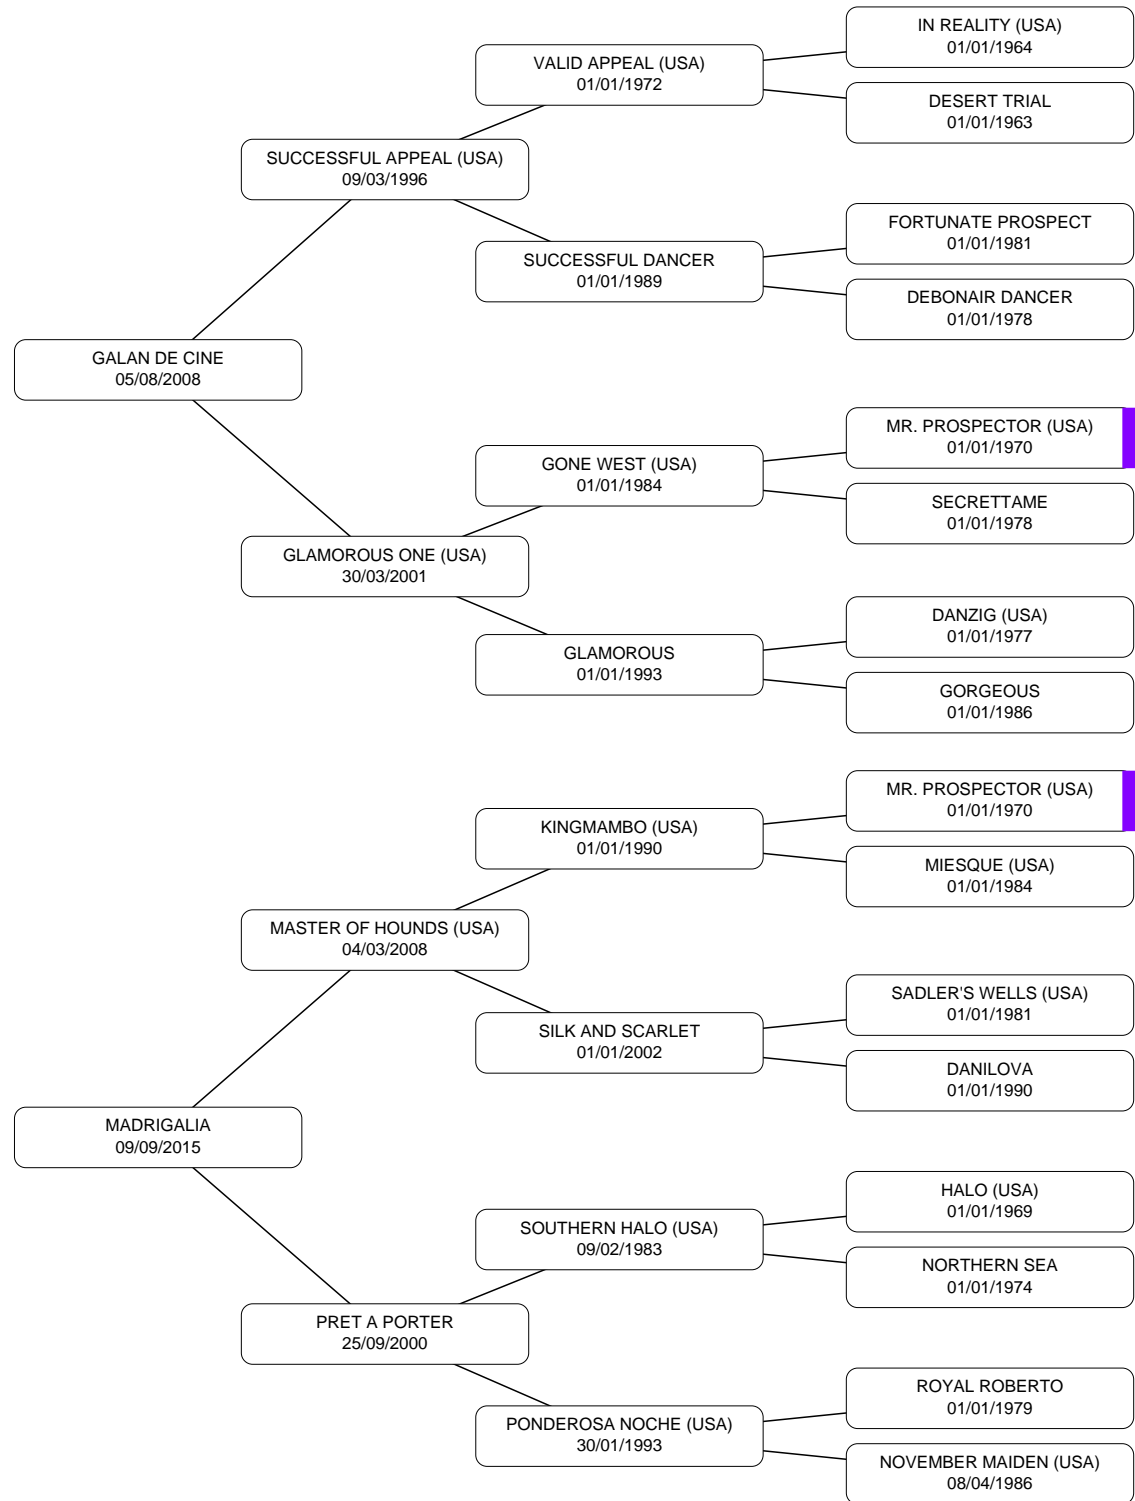 IN REALITY (USA)
01/01/1964
VALID APPEAL (USA)
01/01/1972
DESERT TRIAL
01/01/1963
SUCCESSFUL APPEAL (USA)
09/03/1996
FORTUNATE PROSPECT
01/01/1981
SUCCESSFUL DANCER
01/01/1989
DEBONAIR DANCER
01/01/1978
GALAN DE CINE
05/08/2008
MR. PROSPECTOR (USA)
01/01/1970
GONE WEST (USA)
01/01/1984
SECRETTAME
01/01/1978
GLAMOROUS ONE (USA)
30/03/2001
DANZIG (USA)
01/01/1977
GLAMOROUS
01/01/1993
GORGEOUS
01/01/1986
MR. PROSPECTOR (USA)
01/01/1970
KINGMAMBO (USA)
01/01/1990
MIESQUE (USA)
01/01/1984
MASTER OF HOUNDS (USA)
04/03/2008
SADLER'S WELLS (USA)
01/01/1981
SILK AND SCARLET
01/01/2002
DANILOVA
01/01/1990
MADRIGALIA
09/09/2015
HALO (USA)
01/01/1969
SOUTHERN HALO (USA)
09/02/1983
NORTHERN SEA
01/01/1974
PRET A PORTER
25/09/2000
ROYAL ROBERTO
01/01/1979
PONDEROSA NOCHE (USA)
30/01/1993
NOVEMBER MAIDEN (USA)
08/04/1986